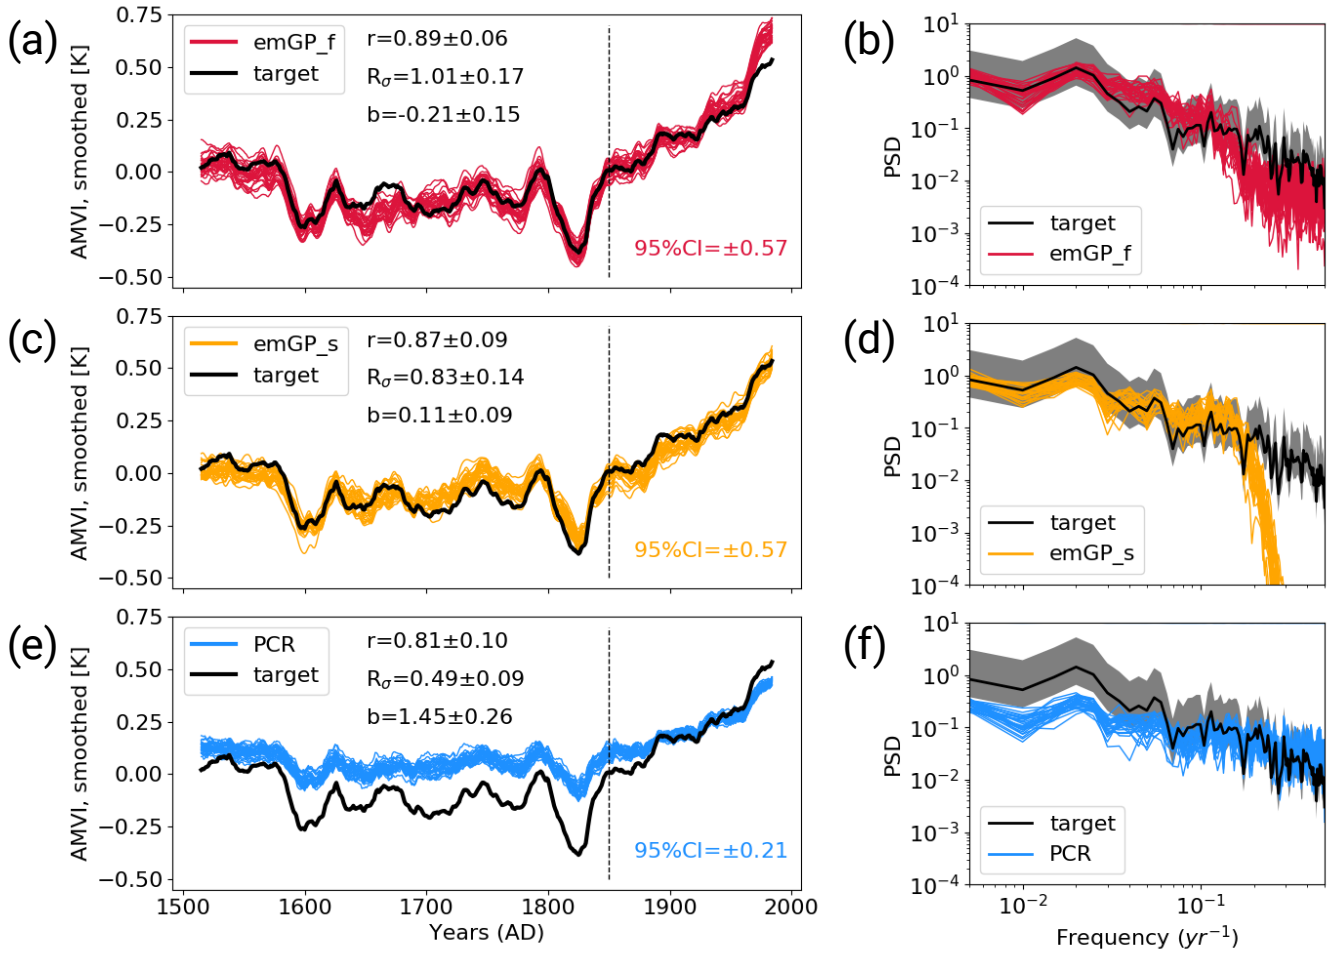 (a)
AMVI, smoothed [K]
0.75
0.50
0.25
0.00
−0.25
−0.50
emGP_f
target
r=0.89±0.06
Rσ=1.01±0.17
b=-0.21±0.15
95%CI=±0.57
(b)
PSD
10^1
10^0
10^−1
10^−2
10^−3
10^−4
target
emGP_f
(c)
AMVI, smoothed [K]
0.75
0.50
0.25
0.00
−0.25
−0.50
emGP_s
target
r=0.87±0.09
Rσ=0.83±0.14
b=0.11±0.09
95%CI=±0.57
(d)
PSD
10^1
10^0
10^−1
10^−2
10^−3
10^−4
target
emGP_s
(e)
AMVI, smoothed [K]
0.75
0.50
0.25
0.00
−0.25
−0.50
PCR
target
r=0.81±0.10
Rσ=0.49±0.09
b=1.45±0.26
95%CI=±0.21
1500 1600 1700 1800 1900 2000
Years (AD)
(f)
PSD
10^1
10^0
10^−1
10^−2
10^−3
10^−4
target
PCR
10^−2 10^−1
Frequency (yr^−1)